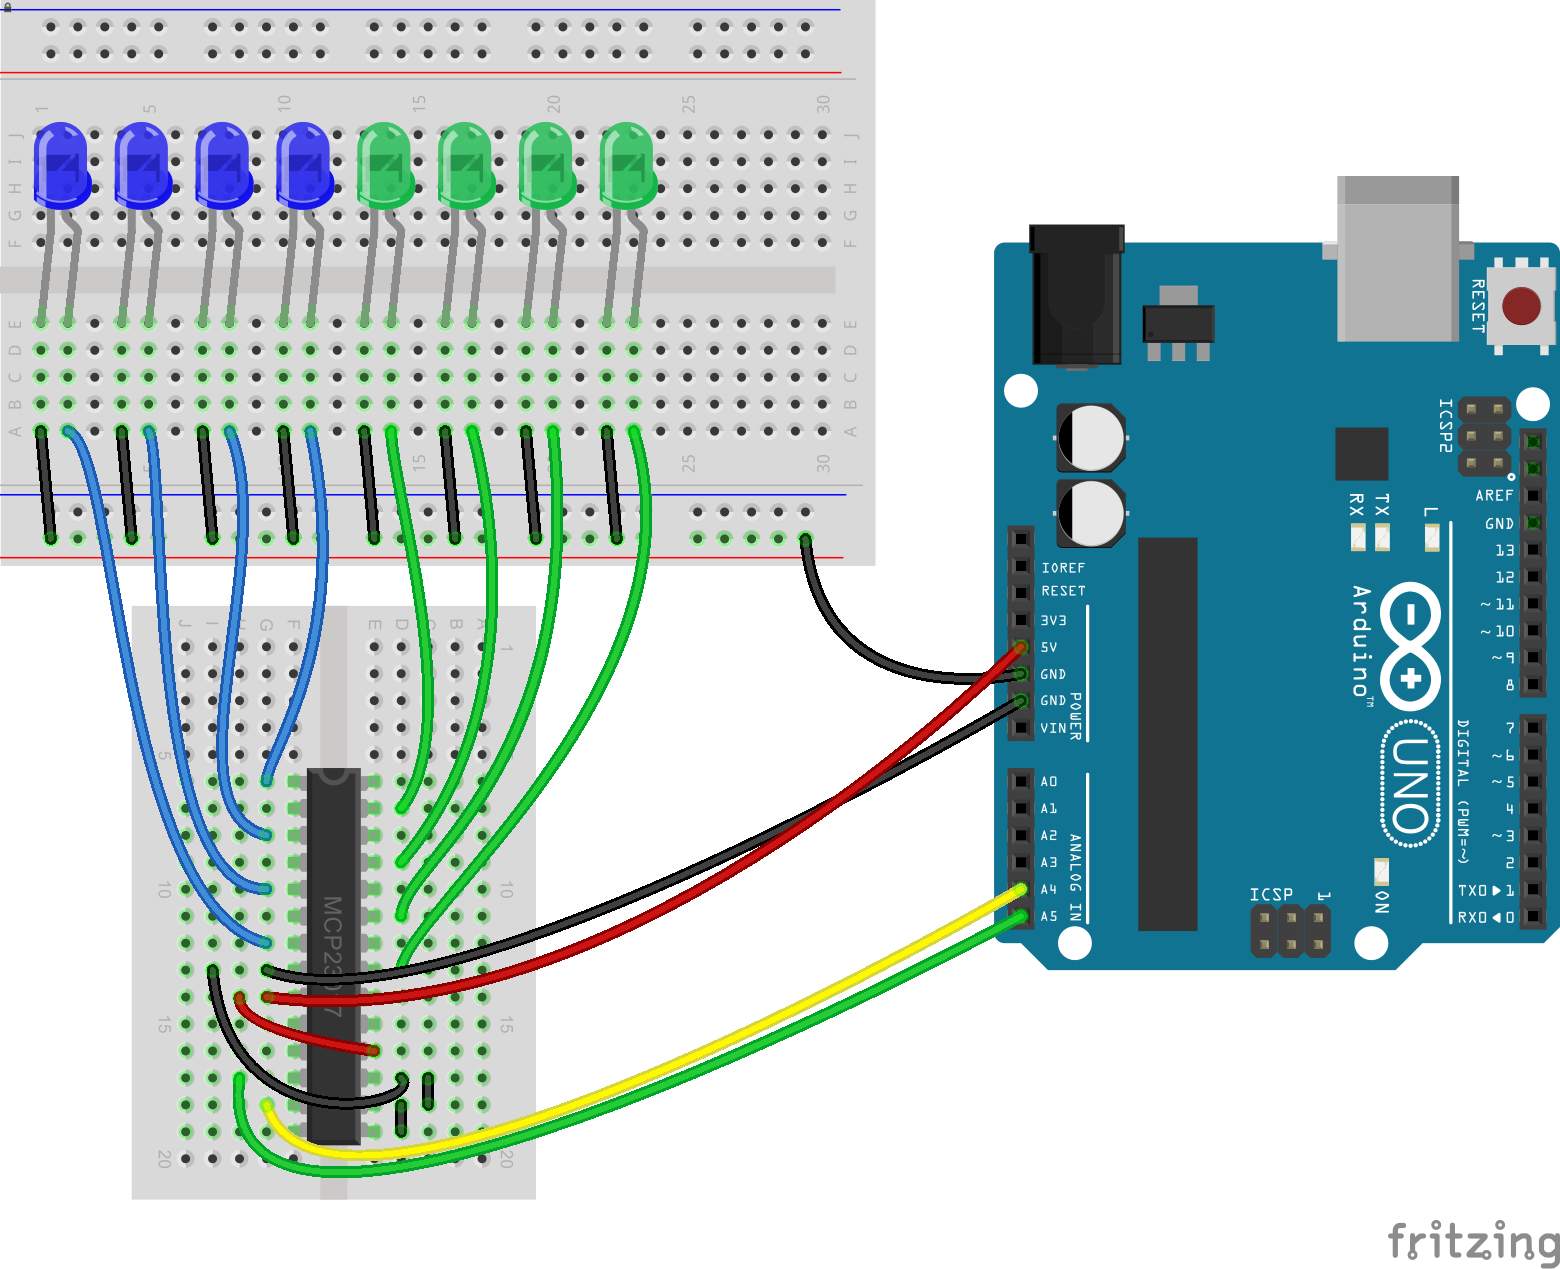 1 5 10 15 20 25 30
J J
I I
H H
G G
F F
E E
D D
C C
B B
A A
15 25 30
J I G F E D B
1
5
10 10
15 15
20 20
MCP23017
RESET
ICSP2
AREF
GND
13
12
~11
~10
~9
8
7
~6
~5
4
~3
2
TX0▶1
RX0◀0
DIGITAL (PWM=~)
RX TX L
Arduino™
UNO
ON
ICSP 1
IOREF
RESET
3V3
5V
GND
GND
VIN
POWER
A0
A1
A2
A3
A4
A5
ANALOG IN
fritzing